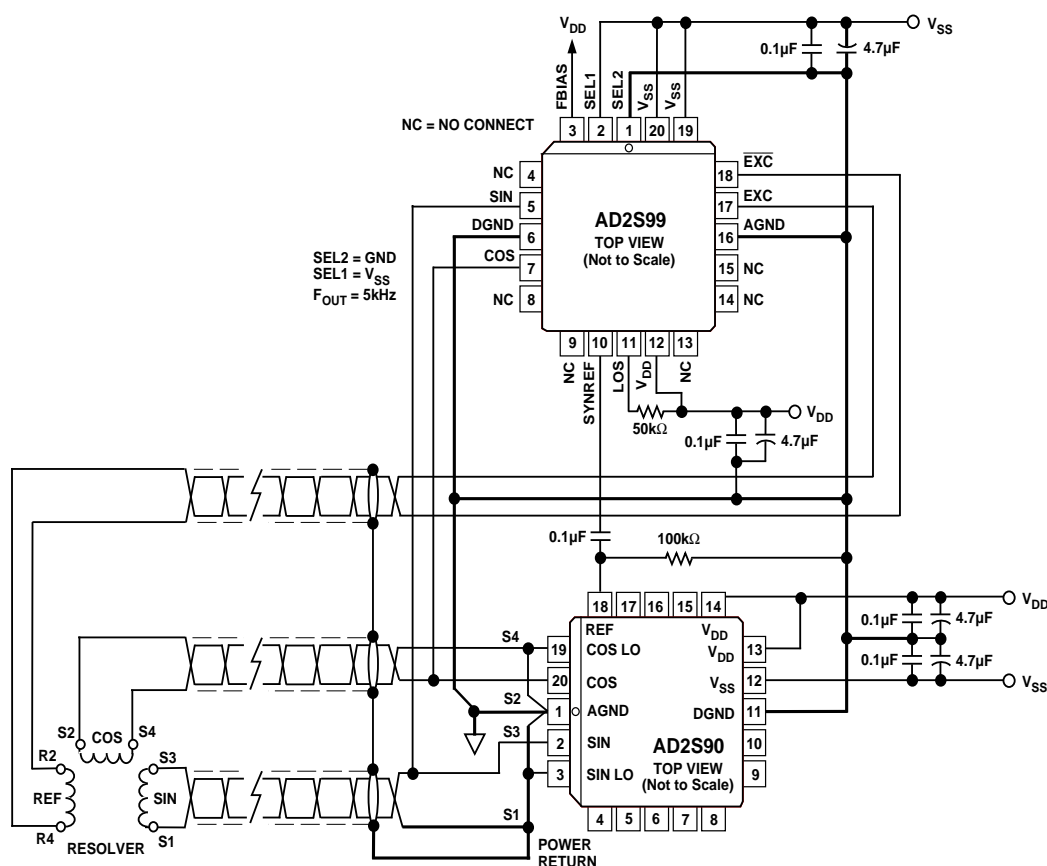 VDD
VSS
0.1µF
4.7µF
FBIAS
SEL1
SEL2
VSS
VSS
NC = NO CONNECT
3
2
1
20
19
NC
4
SIN
5
DGND
6
COS
7
NC
8
AD2S99
TOP VIEW
(Not to Scale)
18
EXC
17
EXC
16
AGND
15
NC
14
NC
SEL2 = GND
SEL1 = VSS
FOUT = 5kHz
9
10
11
12
13
NC
SYNREF
LOS
VDD
NC
50kΩ
VDD
0.1µF
4.7µF
0.1µF
100kΩ
18
17
16
15
14
REF
VDD
S4
19
COS LO
VDD
13
20
COS
VSS
12
S2
1
AGND
DGND
11
S3
2
SIN
10
3
SIN LO
9
AD2S90
TOP VIEW
(Not to Scale)
S1
4
5
6
7
8
VDD
0.1µF
4.7µF
0.1µF
4.7µF
VSS
S2
COS
S4
R2
S3
REF
SIN
R4
S1
RESOLVER
POWER
RETURN